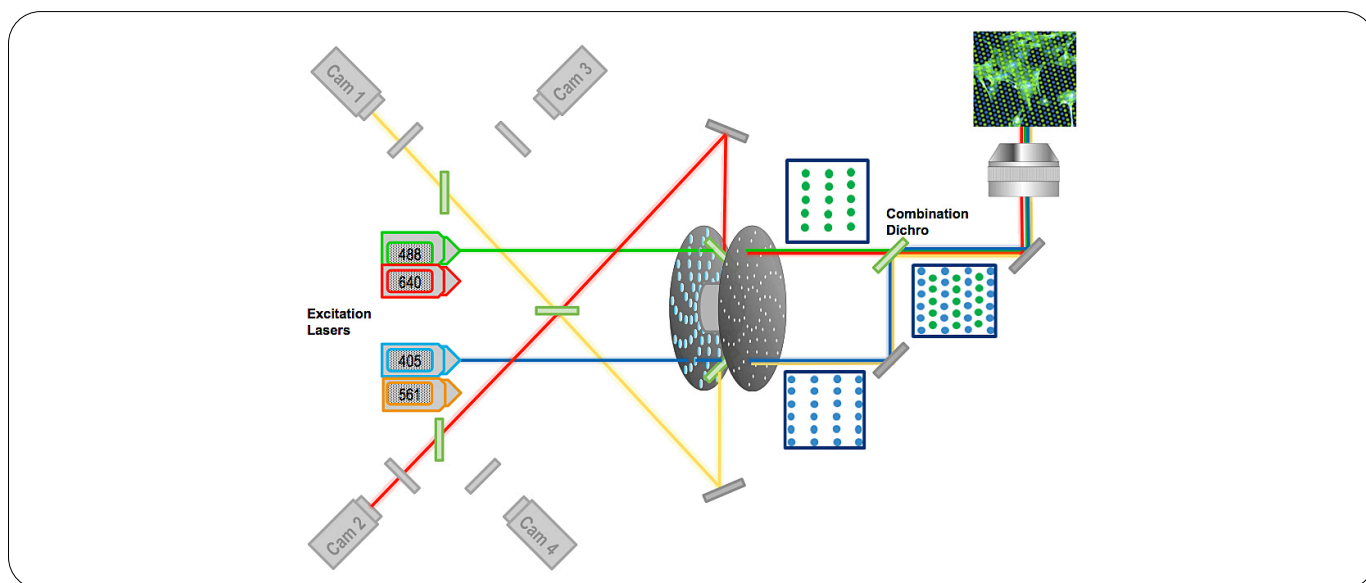 Cam 1
Cam 3
488
640
Combination
Dichro
Excitation
Lasers
405
561
Cam 2
Cam 4